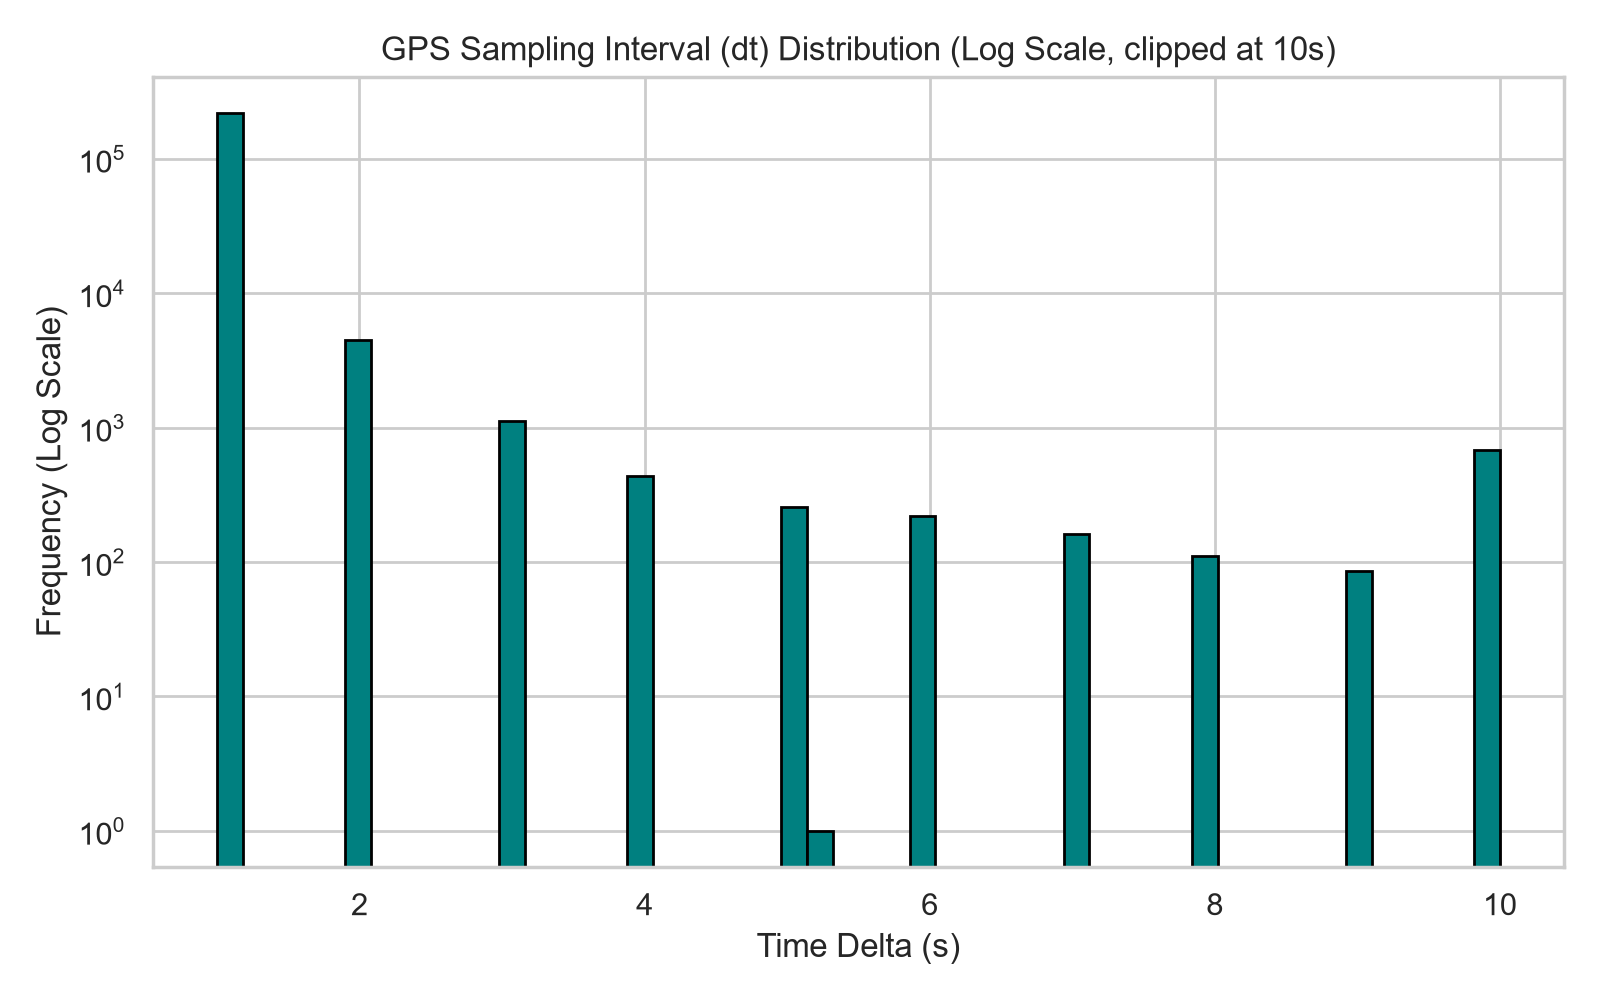 GPS Sampling Interval (dt) Distribution (Log Scale, clipped at 10s)
Frequency (Log Scale)
10⁵
10⁴
10³
10²
10¹
10⁰
2 4 6 8 10
Time Delta (s)